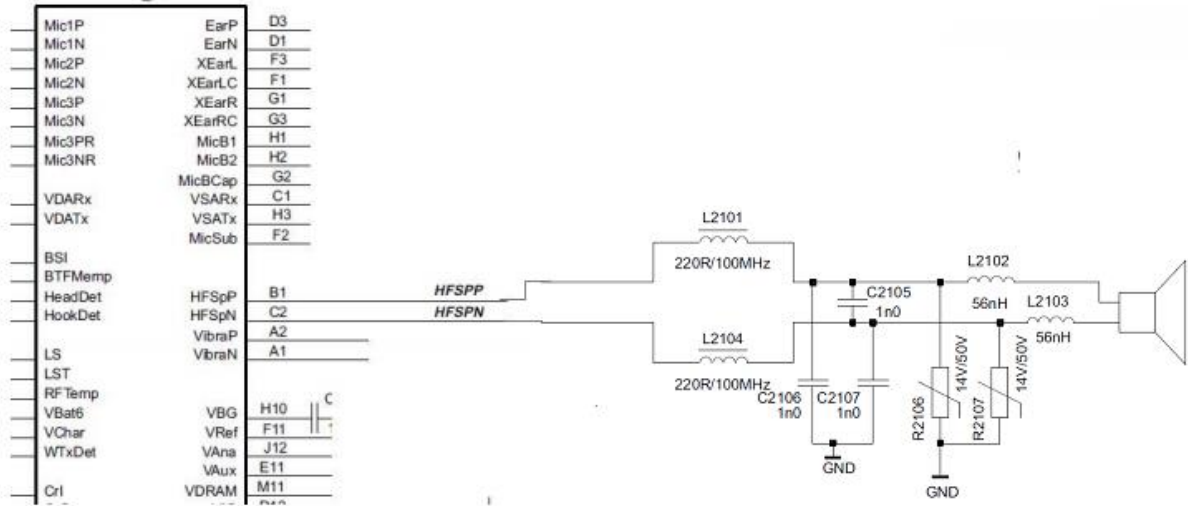 Mic1P EarP D3
Mic1N EarN D1
Mic2P XEarL F3
Mic2N XEarLC F1
Mic3P XEarR G1
Mic3N XEarRC G3
Mic3PR MicB1 H1
Mic3NR MicB2 H2
MicBCap G2
VDARx VSARx C1
VDATx VSATx H3
MicSub F2
BSI
BTFMemp
HeadDet HFSpP B1 HFSPP
HookDet HFSpN C2 HFSPN
VibraP A2
LS VibraN A1
LST
RFTemp
VBat6 VBG H10 C
VChar VRef F11
WTxDet VAna J12
VAux E11
CrI VDRAM M11
L2101
220R/100MHz
L2104
220R/100MHz
C2105
1n0
L2102
56nH
L2103
56nH
C2106
1n0
C2107
1n0
GND
R2106
14V/50V
R2107
14V/50V
GND